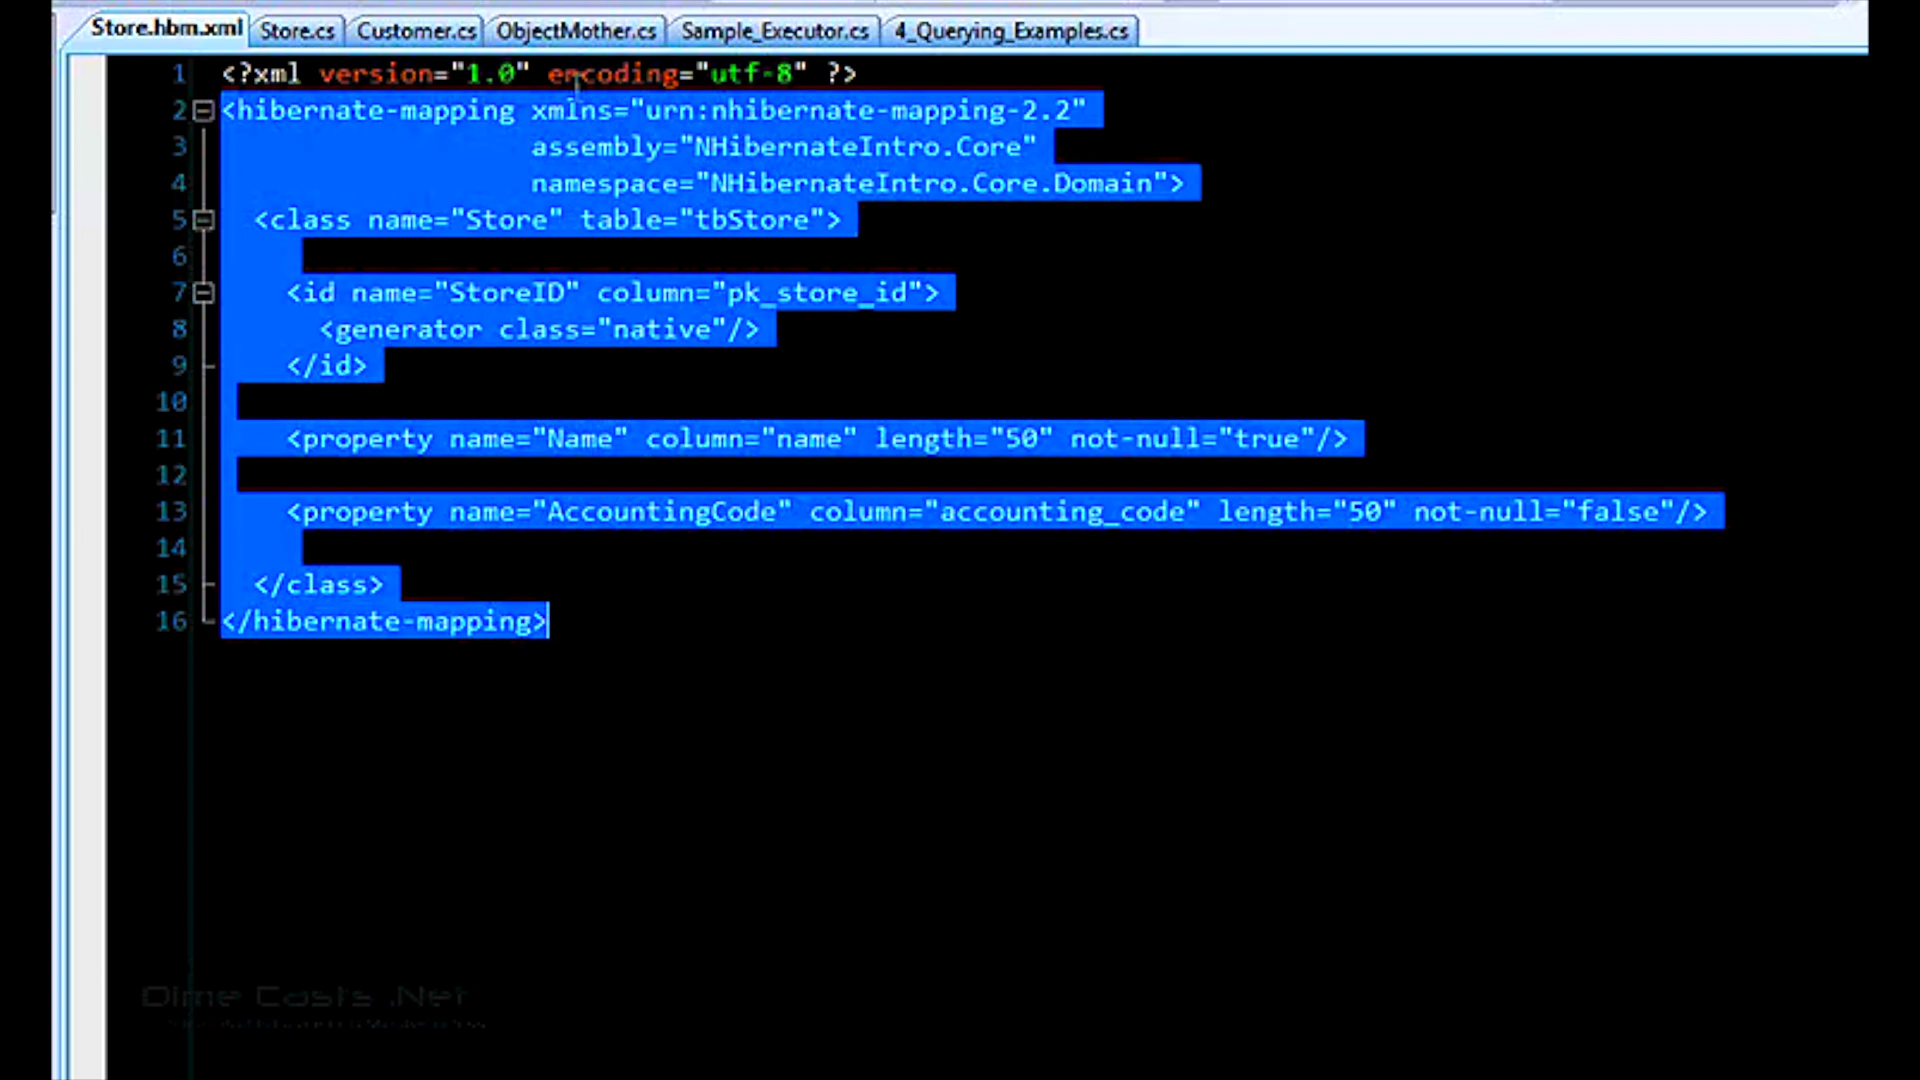 Store.hbm.xml Store.cs Customer.cs ObjectMother.cs Sample_Executor.cs 4_Querying_Examples.cs
1 <?xml version="1.0" encoding="utf-8" ?>
2 <hibernate-mapping xmlns="urn:nhibernate-mapping-2.2"
3 assembly="NHibernateIntro.Core"
4 namespace="NHibernateIntro.Core.Domain">
5 <class name="Store" table="tbStore">
6
7 <id name="StoreID" column="pk_store_id">
8 <generator class="native"/>
9 </id>
10
11 <property name="Name" column="name" length="50" not-null="true"/>
12
13 <property name="AccountingCode" column="accounting_code" length="50" not-null="false"/>
14
15 </class>
16 </hibernate-mapping>
Dime Casts .Net